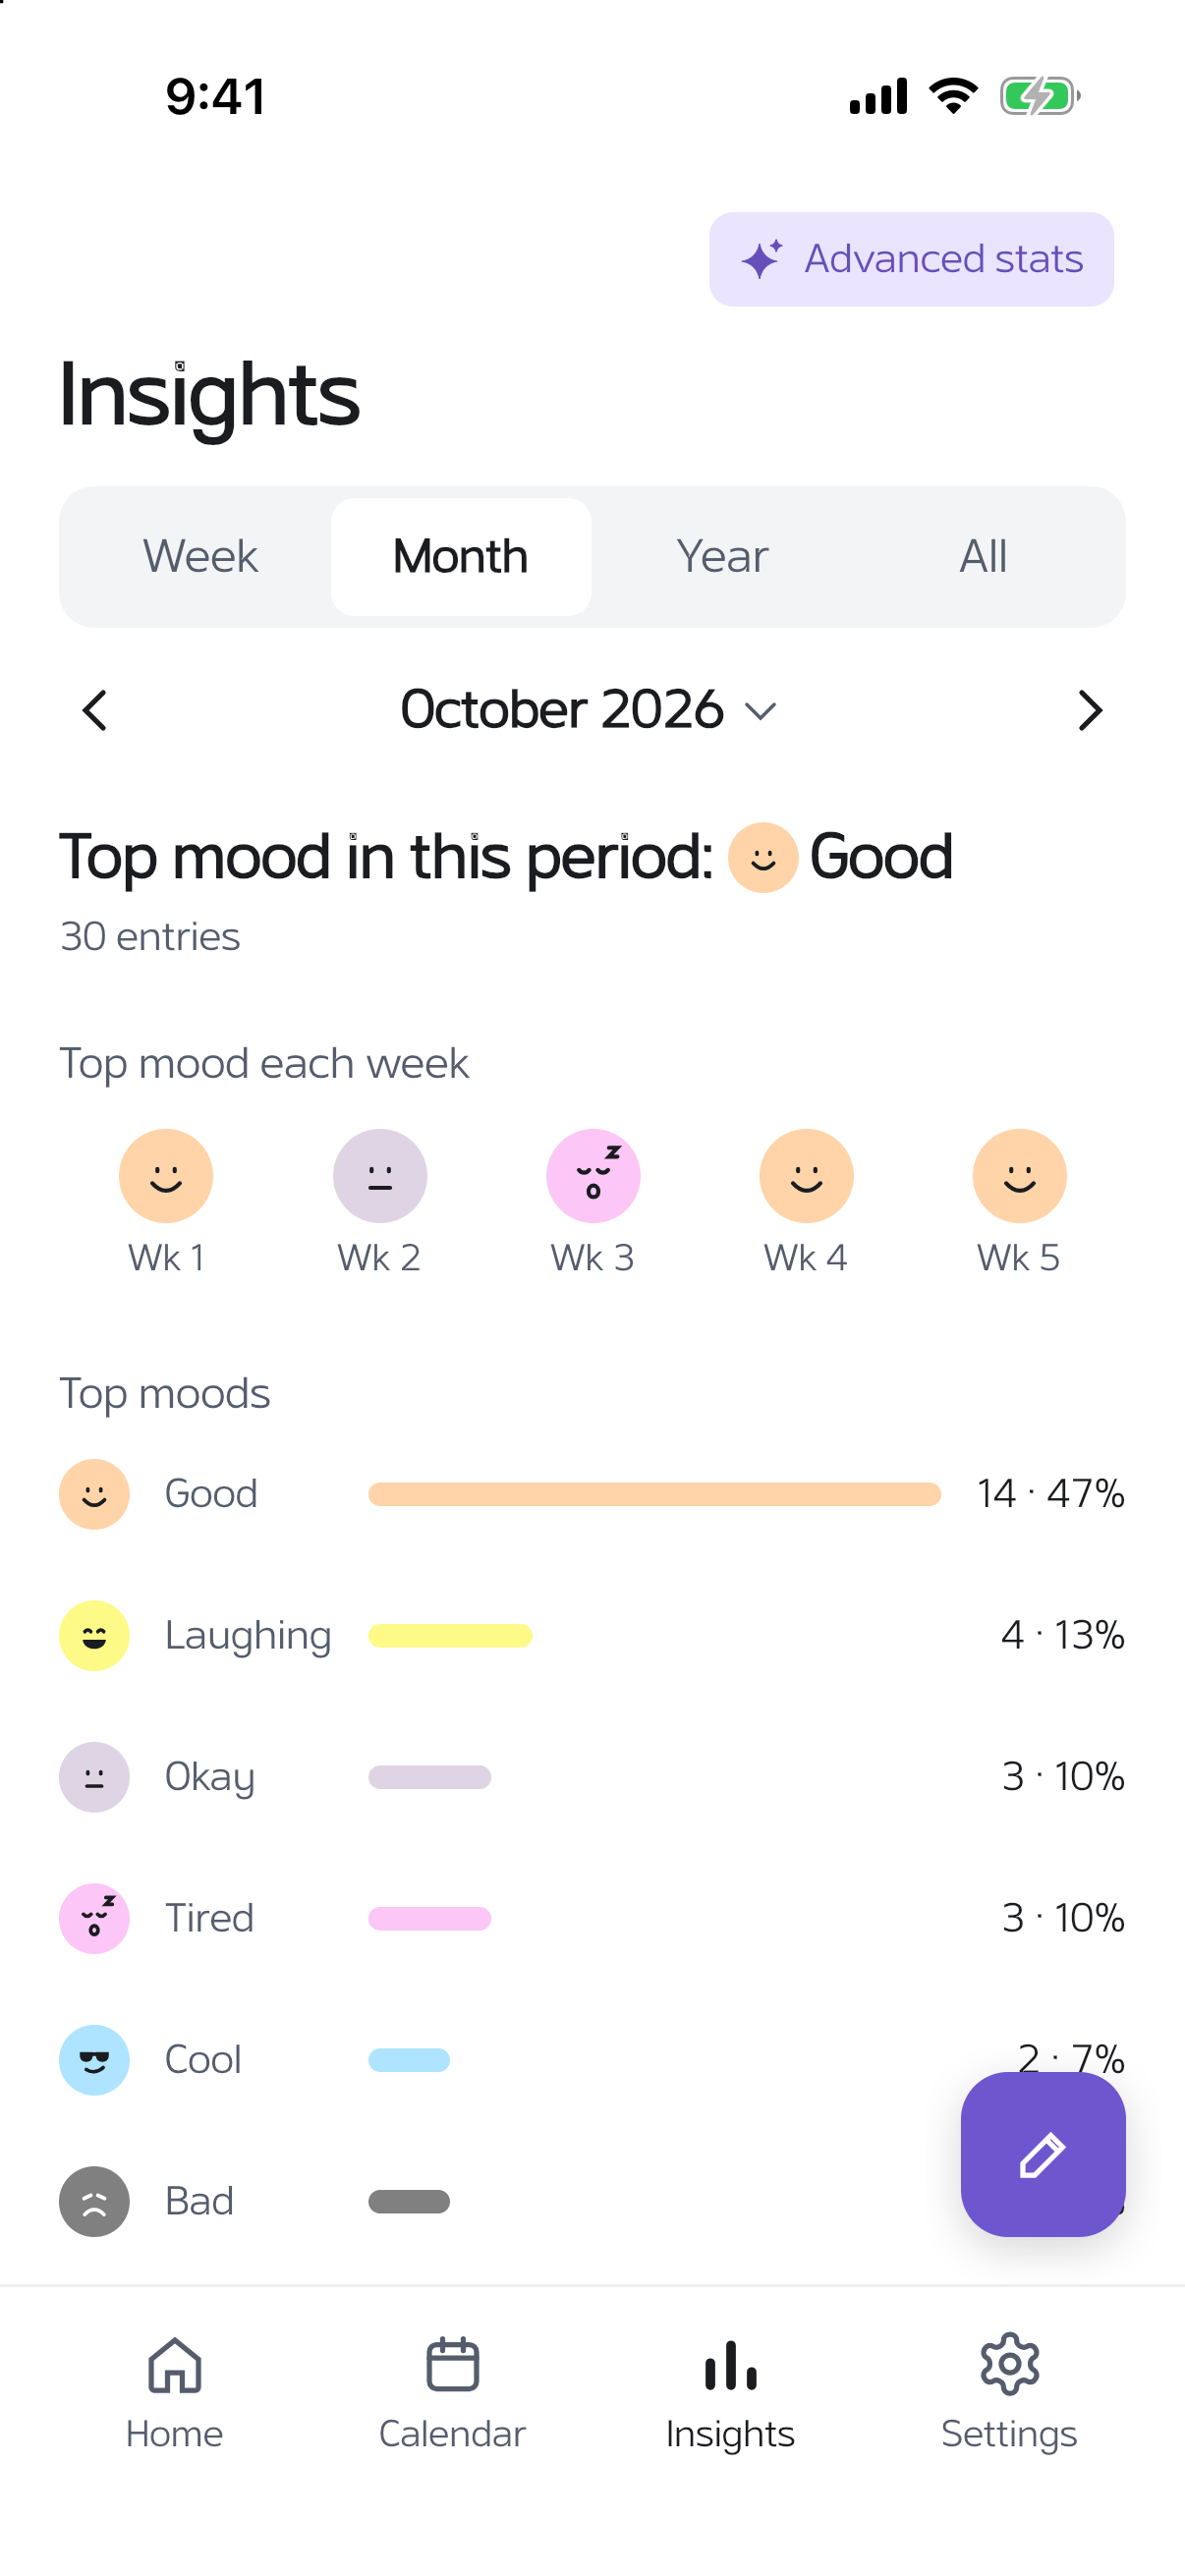 9:41
Advanced stats
Insights
Week Month Year All
October 2026
Top mood in this period: Good
30 entries
Top mood each week
Wk 1 Wk 2 Wk 3 Wk 4 Wk 5
Top moods
Good 14 · 47%
Laughing 4 · 13%
Okay 3 · 10%
Tired 3 · 10%
Cool 2 · 7%
Bad
Home Calendar Insights Settings